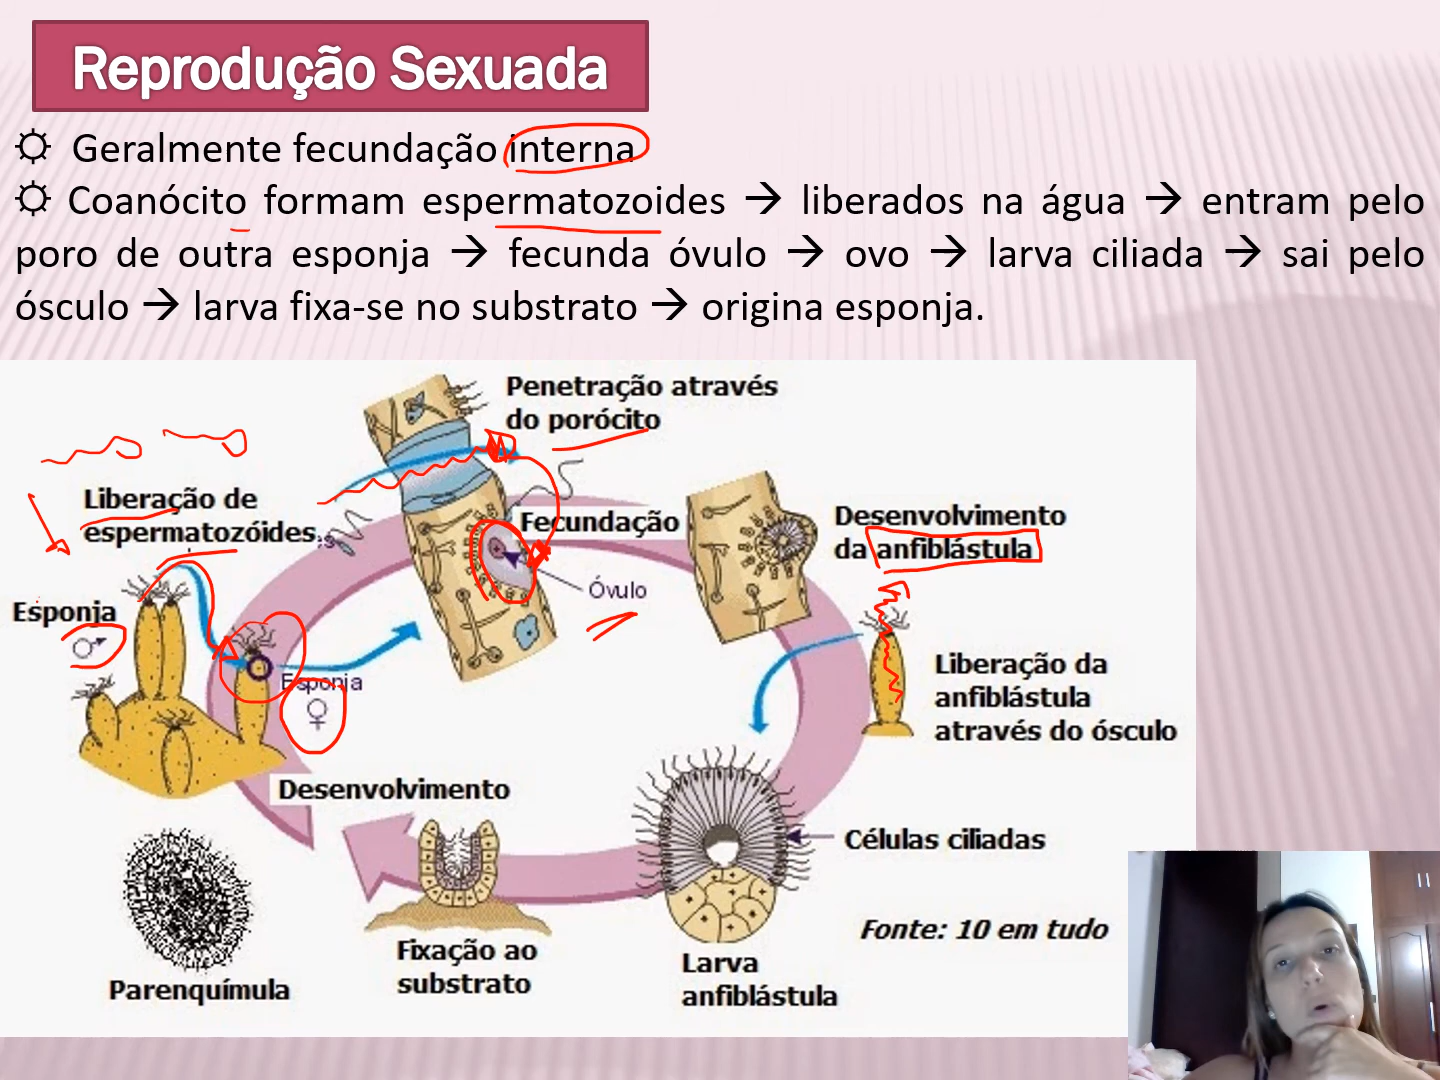 Reprodução Sexuada
☼ Geralmente fecundação interna
☼ Coanócito formam espermatozoides → liberados na água → entram pelo
poro de outra esponja → fecunda óvulo → ovo → larva ciliada → sai pelo
ósculo → larva fixa-se no substrato → origina esponja.
Penetração através
do porócito
Liberação de
espermatozóides
Fecundação
Desenvolvimento
da anfiblástula
Óvulo
Esponja
♂
Esponja
♀
Liberação da
anfiblástula
através do ósculo
Desenvolvimento
Células ciliadas
Fonte: 10 em tudo
Fixação ao
substrato
Larva
anfiblástula
Parenquímula